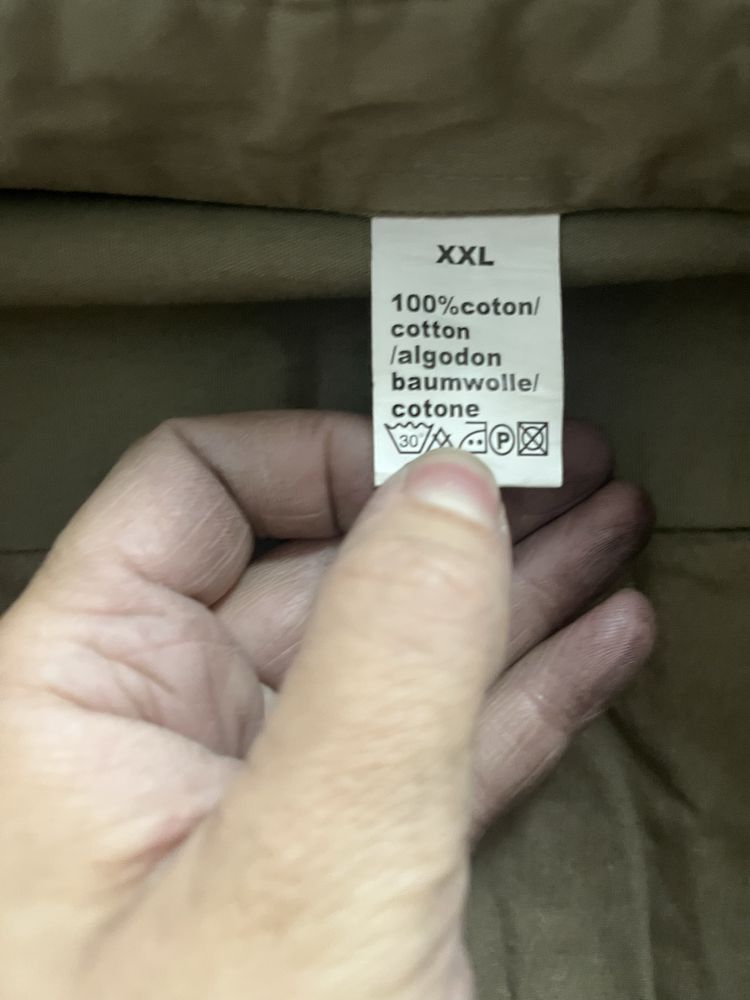 XXL
100%coton/
cotton
/algodon
baumwolle/
cotone
30° P